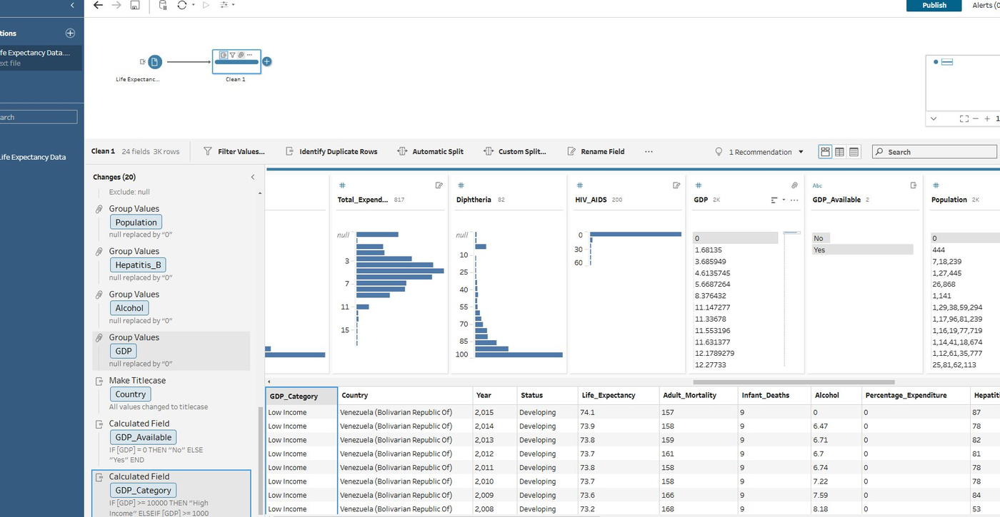 Publish
Alerts (0
tions
fe Expectancy Data....
ext file
arch
Life Expectancy Data
Life Expectanc...
Clean 1
1
Clean 1 24 fields 3K rows
Filter Values...
Identify Duplicate Rows
Automatic Split
Custom Split...
Rename Field
1 Recommendation
Search
Changes (20)
Exclude: null
Group Values
Population
null replaced by “0”
Group Values
Hepatitis_B
null replaced by “0”
Group Values
Alcohol
null replaced by “0”
Group Values
GDP
null replaced by “0”
Make Titlecase
Country
All values changed to titlecase
Calculated Field
GDP_Available
IF [GDP] = 0 THEN “No” ELSE
“Yes” END
Calculated Field
GDP_Category
IF [GDP] >= 10000 THEN “High
Income” ELSEIF [GDP] >= 1000
Total_Expend... 817
null
3
7
11
15
Diphtheria 82
null
10
25
40
55
70
85
100
HIV_AIDS 200
0
30
60
GDP 2K
0
1.68135
3.685949
4.6135745
5.6687264
8.376432
11.147277
11.33678
11.553196
11.631377
12.1789279
12.27733
Abc
GDP_Available 2
No
Yes
Population 2K
0
444
7,18,239
1,27,445
26,868
1,141
1,29,38,59,294
1,17,96,81,239
1,16,19,77,719
1,14,41,18,674
1,12,61,35,777
25,81,62,113
GDP_Category Country Year Status Life_Expectancy Adult_Mortality Infant_Deaths Alcohol Percentage_Expenditure Hepatiti
Low Income Venezuela (Bolivarian Republic Of) 2,015 Developing 74.1 157 9 0 0 87
Low Income Venezuela (Bolivarian Republic Of) 2,014 Developing 73.9 158 9 6.47 0 78
Low Income Venezuela (Bolivarian Republic Of) 2,013 Developing 73.8 159 9 6.71 0 82
Low Income Venezuela (Bolivarian Republic Of) 2,012 Developing 73.7 161 9 6.7 0 81
Low Income Venezuela (Bolivarian Republic Of) 2,011 Developing 73.8 158 9 6.74 0 78
Low Income Venezuela (Bolivarian Republic Of) 2,010 Developing 73.7 158 9 7.22 0 78
Low Income Venezuela (Bolivarian Republic Of) 2,009 Developing 73.6 166 9 7.59 0 84
Low Income Venezuela (Bolivarian Republic Of) 2,008 Developing 73.2 168 9 8.18 0 53